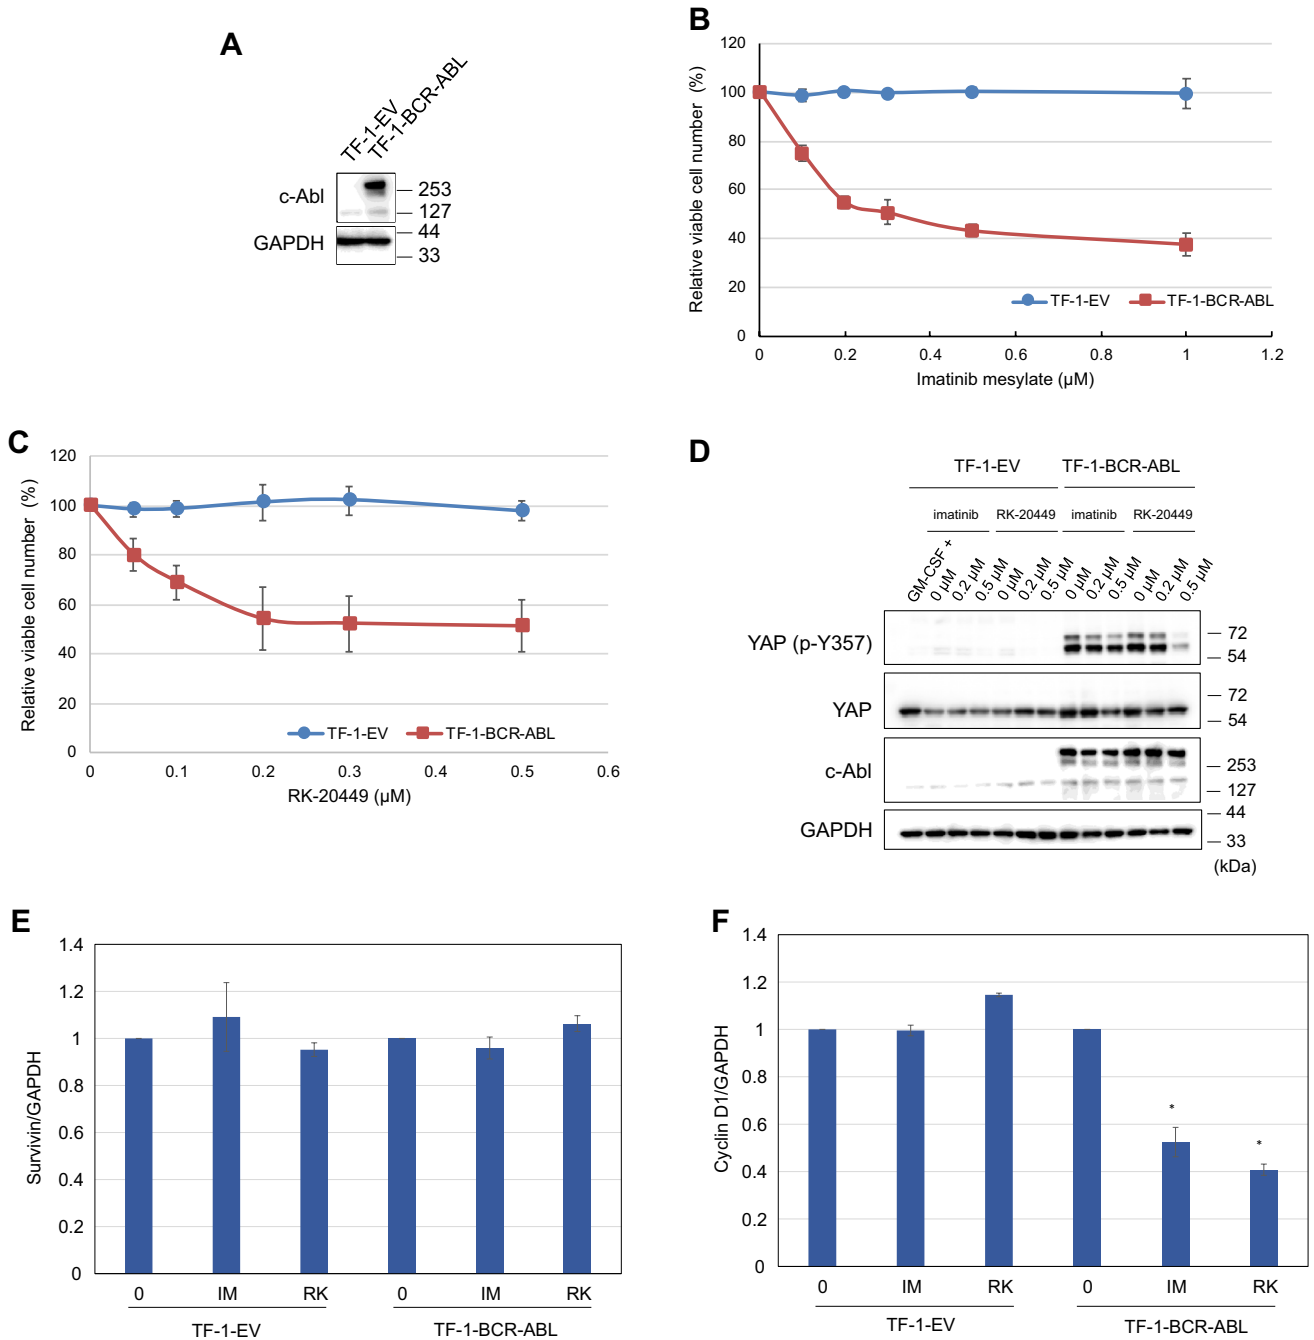 A
TF-1-EV
TF-1-BCR-ABL
c-Abl
253
127
GAPDH
44
33
B
Relative viable cell number (%)
120
100
80
60
40
20
0
0 0.2 0.4 0.6 0.8 1 1.2
TF-1-EV TF-1-BCR-ABL
Imatinib mesylate (µM)
C
Relative viable cell number (%)
120
100
80
60
40
20
0
0 0.1 0.2 0.3 0.4 0.5 0.6
TF-1-EV TF-1-BCR-ABL
RK-20449 (µM)
D
TF-1-EV TF-1-BCR-ABL
imatinib RK-20449 imatinib RK-20449
GM-CSF + 0 µM 0.2 µM 0.5 µM 0 µM 0.2 µM 0.5 µM 0 µM 0.2 µM 0.5 µM 0 µM 0.2 µM 0.5 µM
YAP (p-Y357)
72
54
YAP
72
54
c-Abl
253
127
GAPDH
44
33
(kDa)
E
Survivin/GAPDH
1.4
1.2
1
0.8
0.6
0.4
0.2
0
0 IM RK 0 IM RK
TF-1-EV TF-1-BCR-ABL
F
Cyclin D1/GAPDH
1.4
1.2
1
0.8
0.6
0.4
0.2
0
* *
0 IM RK 0 IM RK
TF-1-EV TF-1-BCR-ABL